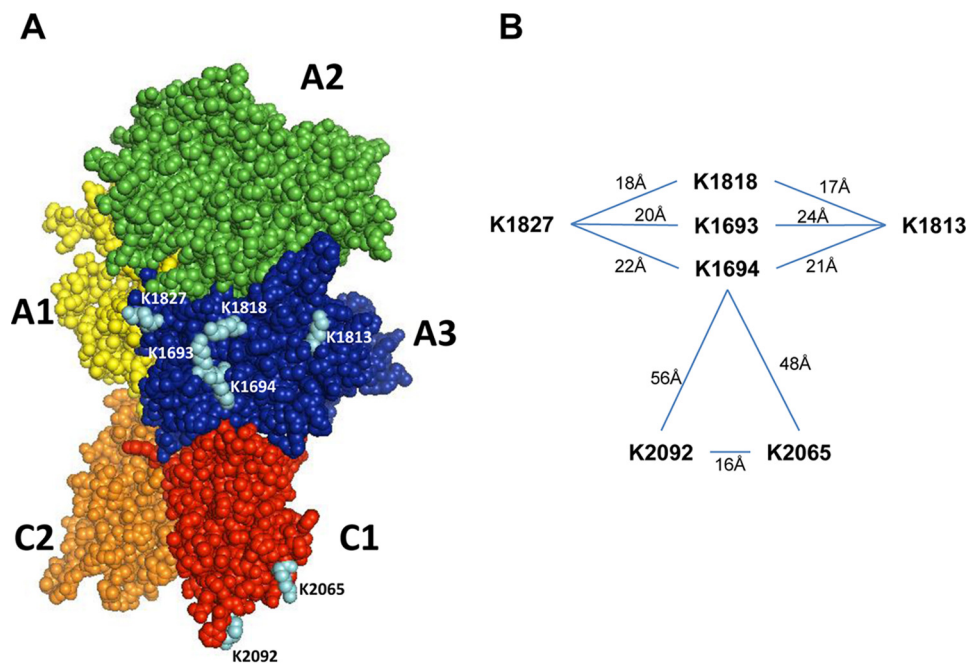 A
A2
A1
K1827
K1818
K1693
K1813
A3
K1694
C2
C1
K2065
K2092
B
18Å K1818 17Å
K1827 20Å K1693 24Å K1813
22Å K1694 21Å
56Å 48Å
K2092 16Å K2065